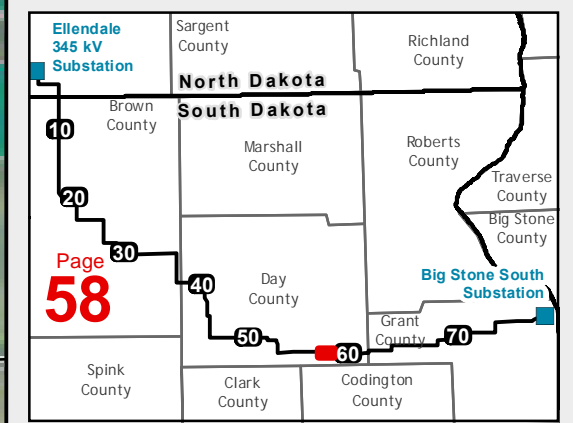 Ellendale
345 kV
Substation
Sargent
County
Richland
County
North Dakota
South Dakota
Brown
County
10
Marshall
County
Roberts
County
Traverse
County
20
Big Stone
County
30
Page
58
40
Day
County
Big Stone South
Substation
50
60
Grant
County
70
Spink
County
Clark
County
Codington
County